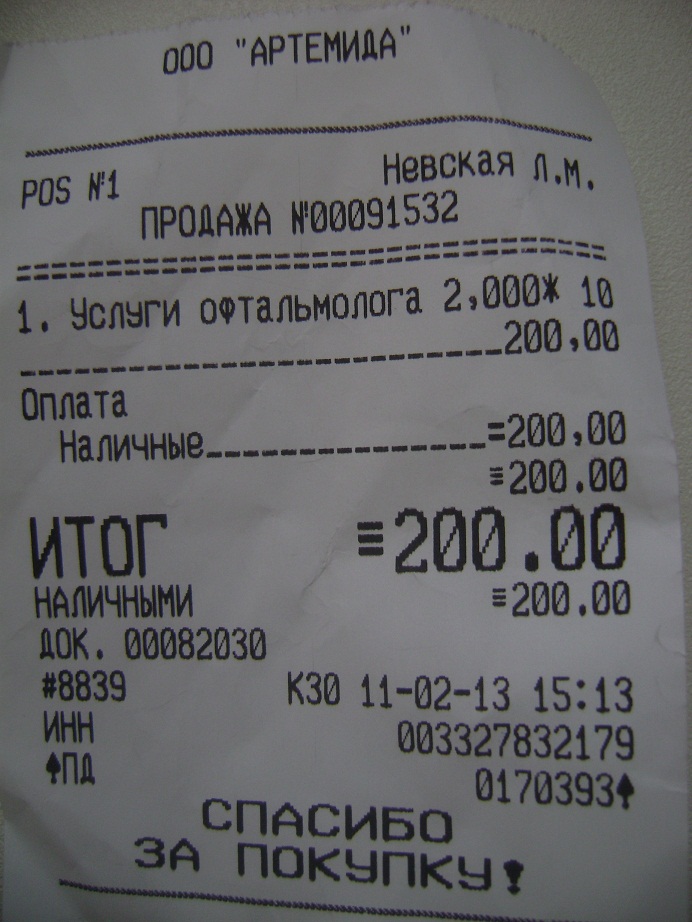 ООО "АРТЕМИДА"
POS №1 Невская Л.М.
ПРОДАЖА №00091532
1. Услуги офтальмолога 2,000* 10
200,00
Оплата
Наличные =200,00
≡200.00
ИТОГ ≡200.00
НАЛИЧНЫМИ ≡200.00
ДОК. 00082030
#8839 К30 11-02-13 15:13
ИНН 003327832179
ПД 0170393
СПАСИБО
ЗА ПОКУПКУ!